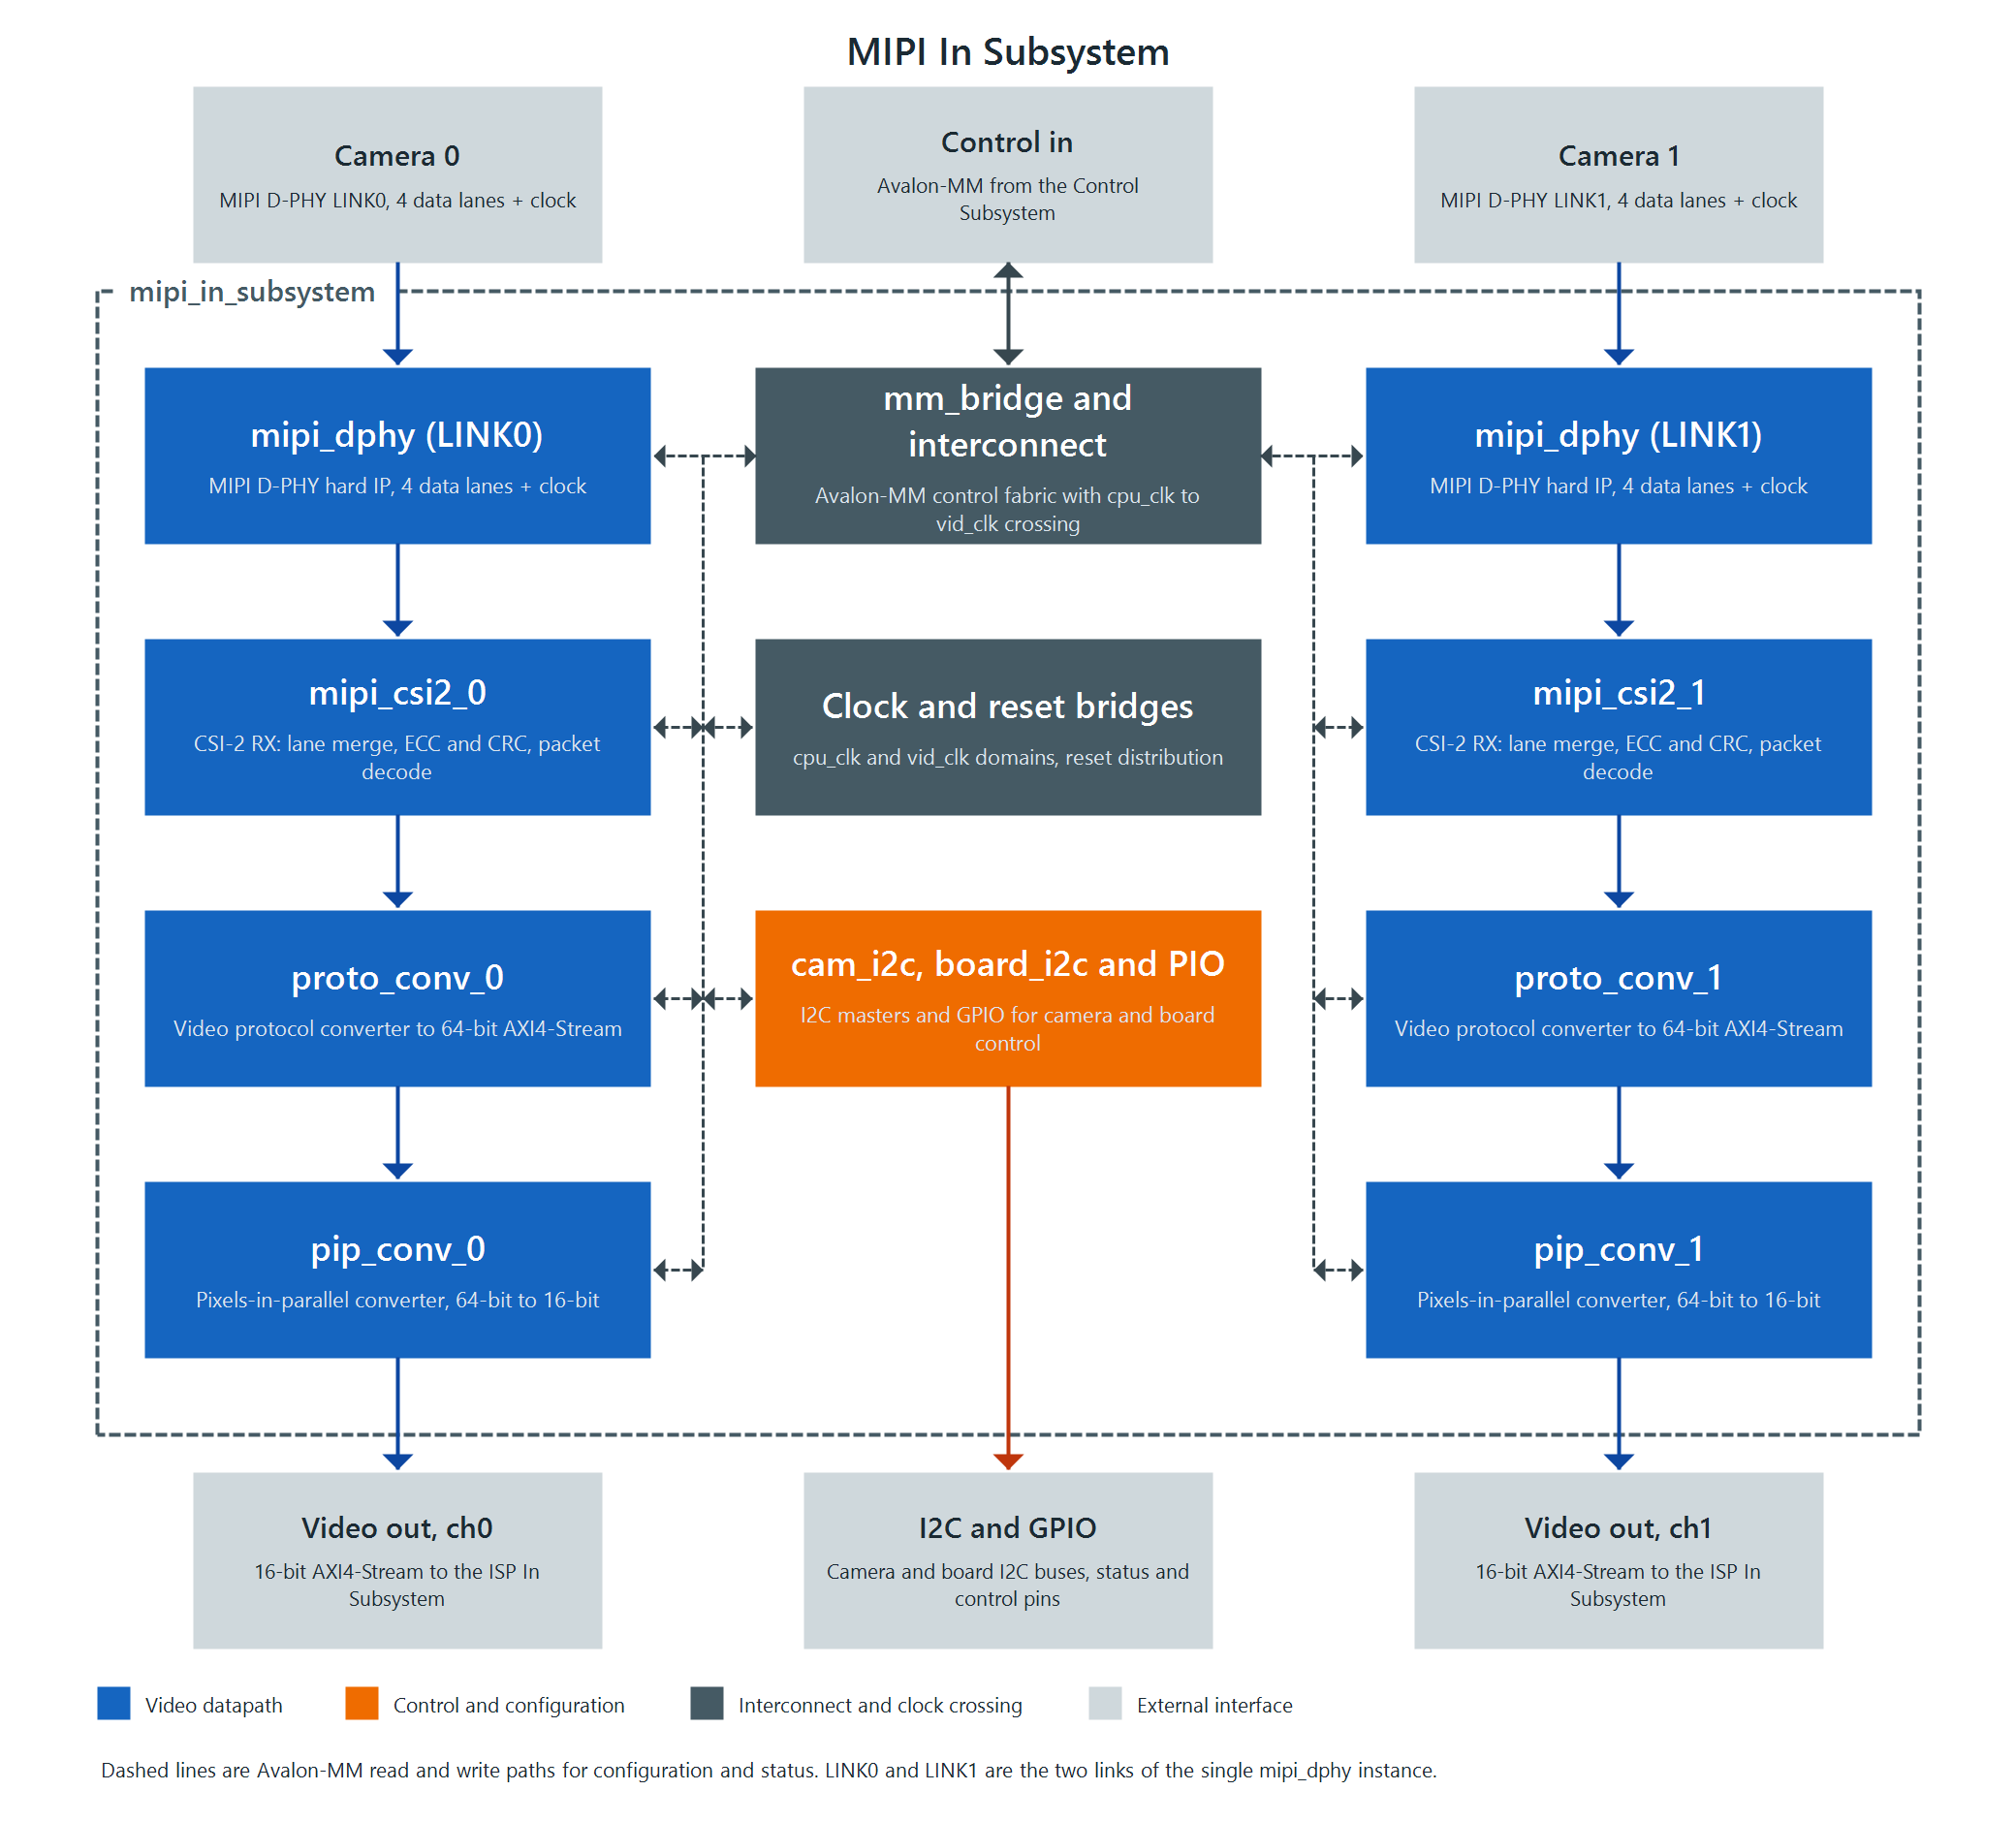 MIPI In Subsystem
Camera 0
MIPI D-PHY LINK0, 4 data lanes + clock
Control in
Avalon-MM from the Control
Subsystem
Camera 1
MIPI D-PHY LINK1, 4 data lanes + clock
mipi_in_subsystem
mipi_dphy (LINK0)
MIPI D-PHY hard IP, 4 data lanes + clock
mm_bridge and
interconnect
Avalon-MM control fabric with cpu_clk to
vid_clk crossing
mipi_dphy (LINK1)
MIPI D-PHY hard IP, 4 data lanes + clock
mipi_csi2_0
CSI-2 RX: lane merge, ECC and CRC, packet
decode
Clock and reset bridges
cpu_clk and vid_clk domains, reset distribution
mipi_csi2_1
CSI-2 RX: lane merge, ECC and CRC, packet
decode
proto_conv_0
Video protocol converter to 64-bit AXI4-Stream
cam_i2c, board_i2c and PIO
I2C masters and GPIO for camera and board
control
proto_conv_1
Video protocol converter to 64-bit AXI4-Stream
pip_conv_0
Pixels-in-parallel converter, 64-bit to 16-bit
pip_conv_1
Pixels-in-parallel converter, 64-bit to 16-bit
Video out, ch0
16-bit AXI4-Stream to the ISP In
Subsystem
I2C and GPIO
Camera and board I2C buses, status and
control pins
Video out, ch1
16-bit AXI4-Stream to the ISP In
Subsystem
Video datapath
Control and configuration
Interconnect and clock crossing
External interface
Dashed lines are Avalon-MM read and write paths for configuration and status. LINK0 and LINK1 are the two links of the single mipi_dphy instance.